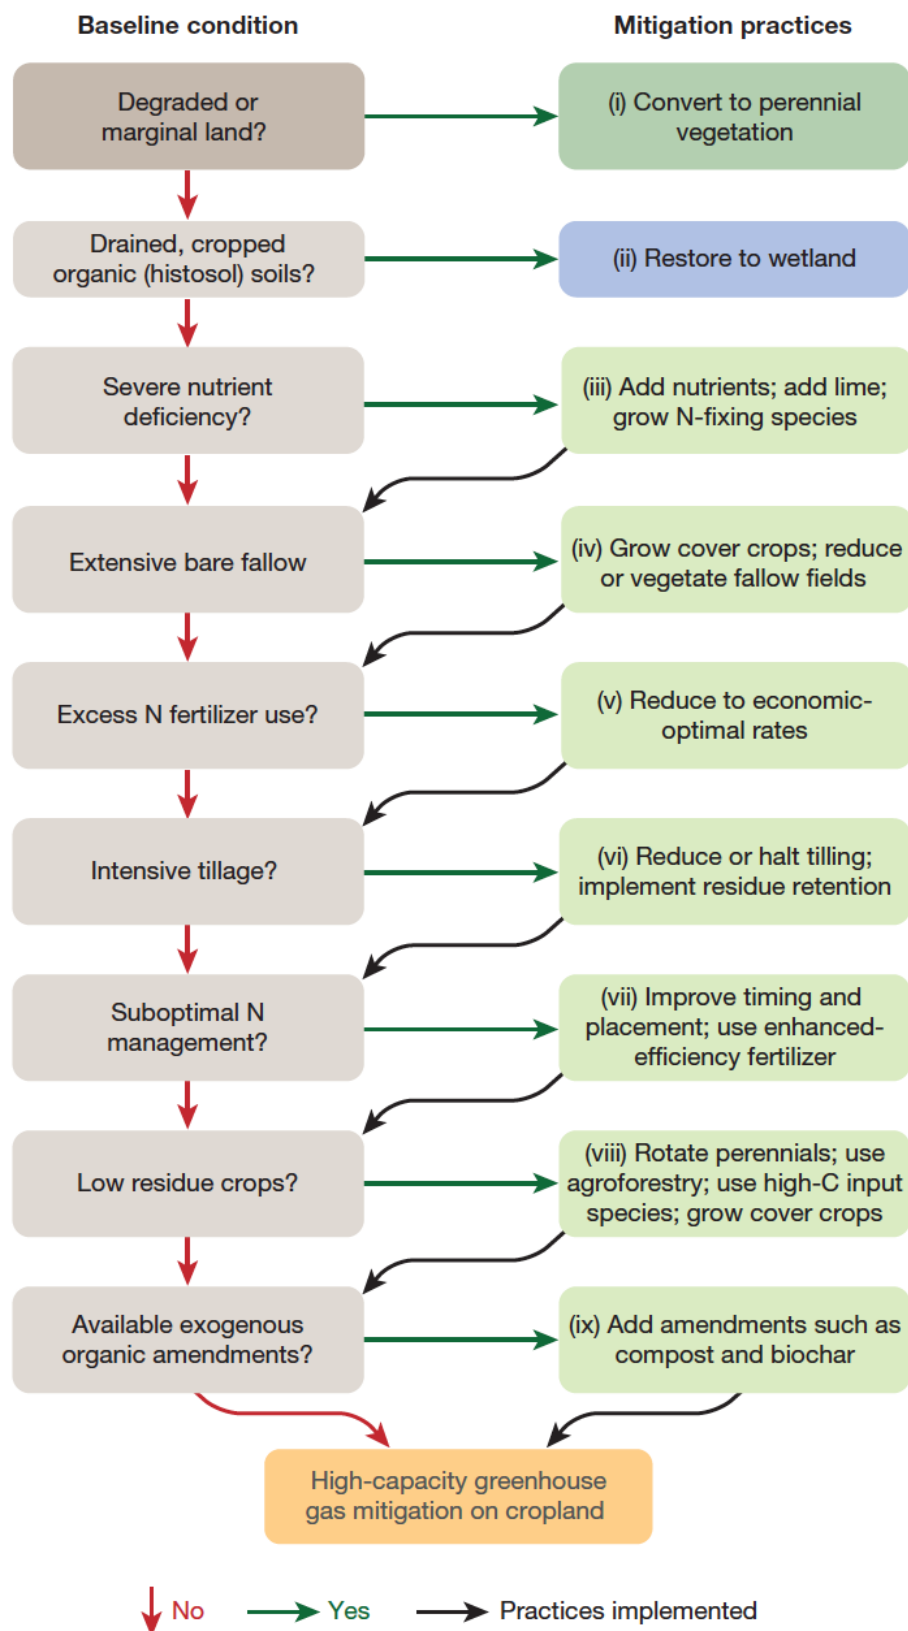 Baseline condition
Mitigation practices
Degraded or
marginal land?
(i) Convert to perennial
vegetation
Drained, cropped
organic (histosol) soils?
(ii) Restore to wetland
Severe nutrient
deficiency?
(iii) Add nutrients; add lime;
grow N-fixing species
Extensive bare fallow
(iv) Grow cover crops; reduce
or vegetate fallow fields
Excess N fertilizer use?
(v) Reduce to economic-
optimal rates
Intensive tillage?
(vi) Reduce or halt tilling;
implement residue retention
Suboptimal N
management?
(vii) Improve timing and
placement; use enhanced-
efficiency fertilizer
Low residue crops?
(viii) Rotate perennials; use
agroforestry; use high-C input
species; grow cover crops
Available exogenous
organic amendments?
(ix) Add amendments such as
compost and biochar
High-capacity greenhouse
gas mitigation on cropland
No
Yes
Practices implemented